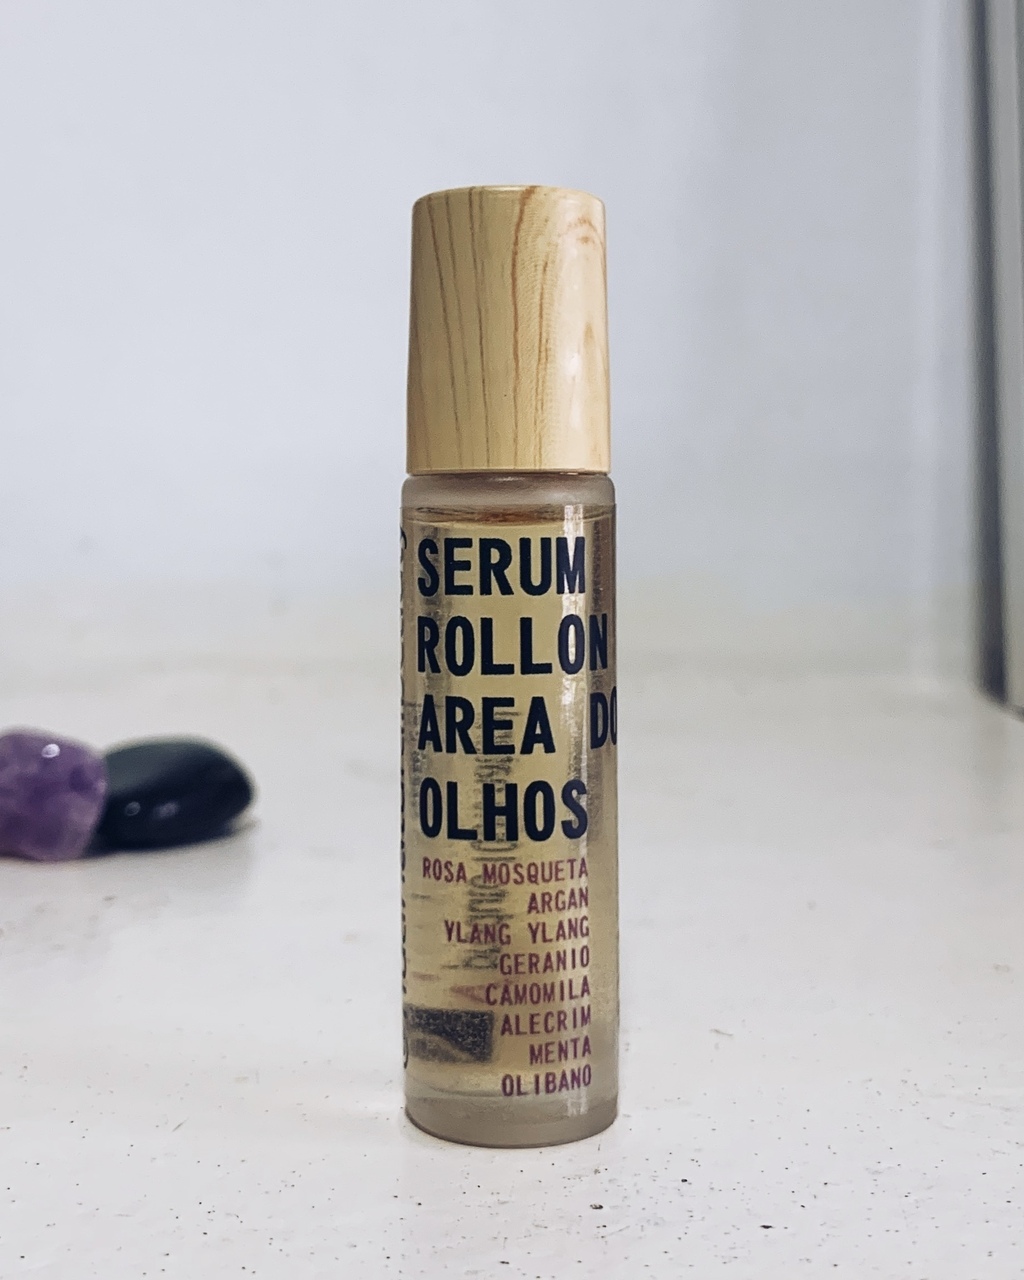 SERUM
ROLLON
AREA DO
OLHOS
ROSA MOSQUETA
ARGAN
YLANG YLANG
GERANIO
CAMOMILA
ALECRIM
MENTA
OLIBANO